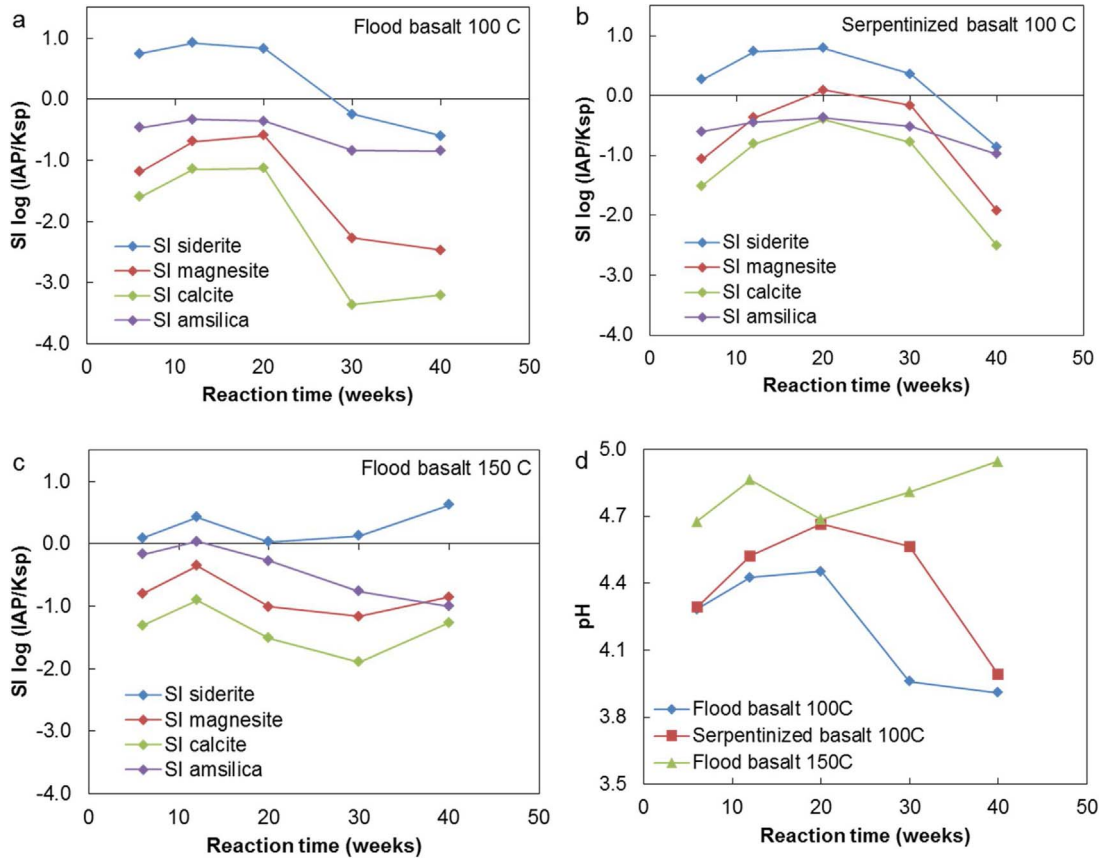 a
Flood basalt 100 C
1.0
0.0
-1.0
-2.0
-3.0
-4.0
SI log (IAP/Ksp)
SI siderite
SI magnesite
SI calcite
SI amsilica
0 10 20 30 40 50
Reaction time (weeks)
b
Serpentinized basalt 100 C
1.0
0.0
-1.0
-2.0
-3.0
-4.0
SI log (IAP/Ksp)
SI siderite
SI magnesite
SI calcite
SI amsilica
0 10 20 30 40 50
Reaction time (weeks)
c
Flood basalt 150 C
1.0
0.0
-1.0
-2.0
-3.0
-4.0
SI log (IAP/Ksp)
SI siderite
SI magnesite
SI calcite
SI amsilica
0 10 20 30 40 50
Reaction time (weeks)
d
5.0
4.7
4.4
4.1
3.8
3.5
pH
Flood basalt 100C
Serpentinized basalt 100C
Flood basalt 150C
0 10 20 30 40 50
Reaction time (weeks)